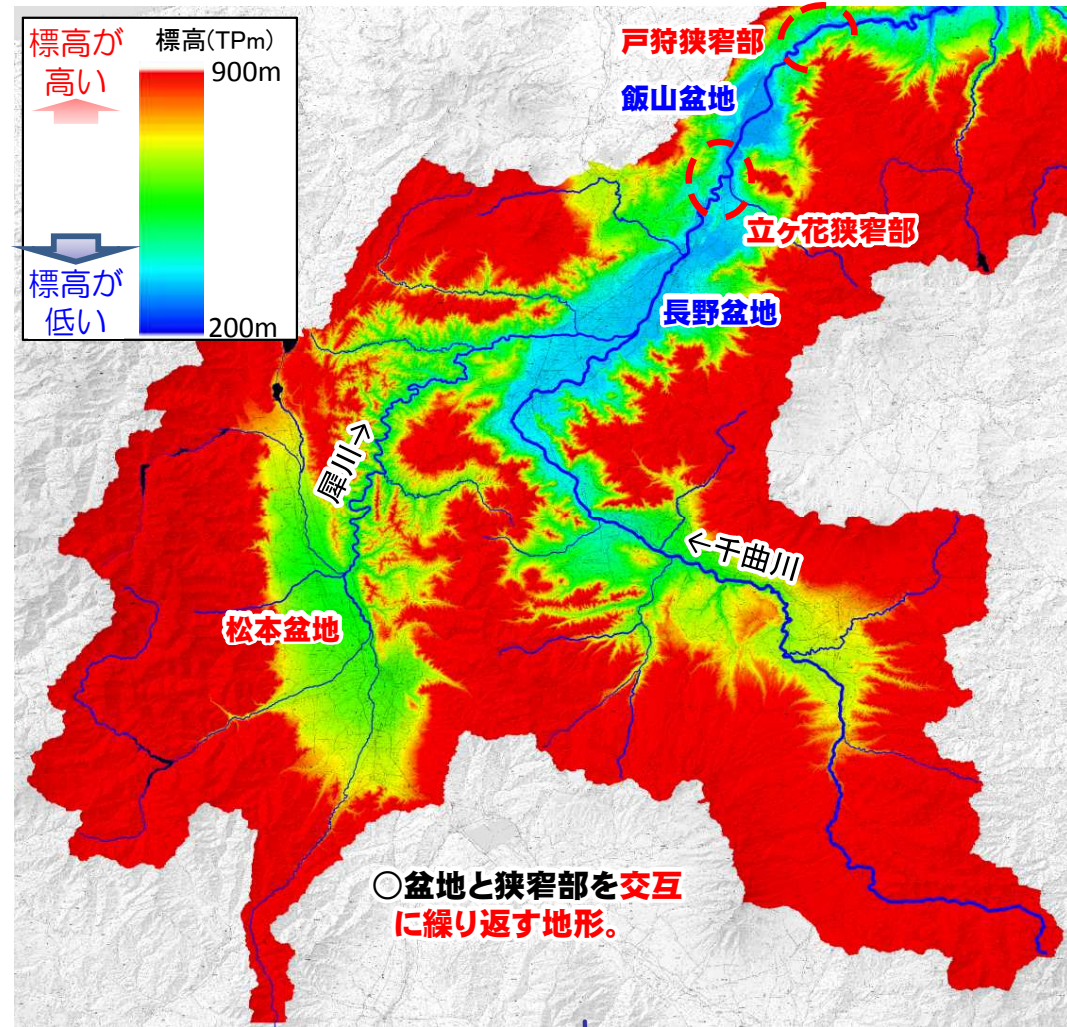 標高が
高い
標高(TPm)
900m
標高が
低い
200m
戸狩狭窄部
飯山盆地
立ヶ花狭窄部
長野盆地
犀川→
←千曲川
松本盆地
○盆地と狭窄部を交互
に繰り返す地形。